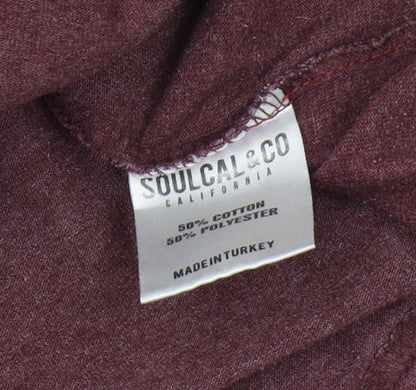 SOULCAL&CO
CALIFORNIA
50% COTTON
50% POLYESTER
MADE IN TURKEY